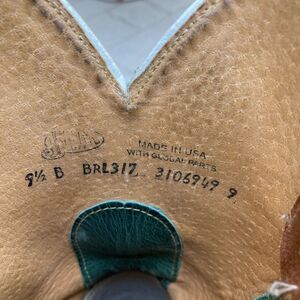 MADE IN USA
WITH GLOBAL PARTS
9½ B BRL317 3106949 9